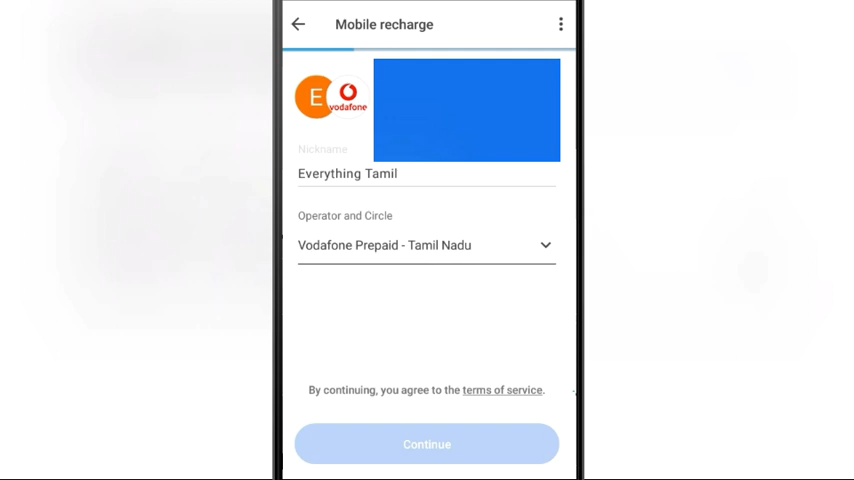 Mobile recharge
E
vodafone
Nickname
Everything Tamil
Operator and Circle
Vodafone Prepaid - Tamil Nadu
By continuing, you agree to the terms of service.
Continue